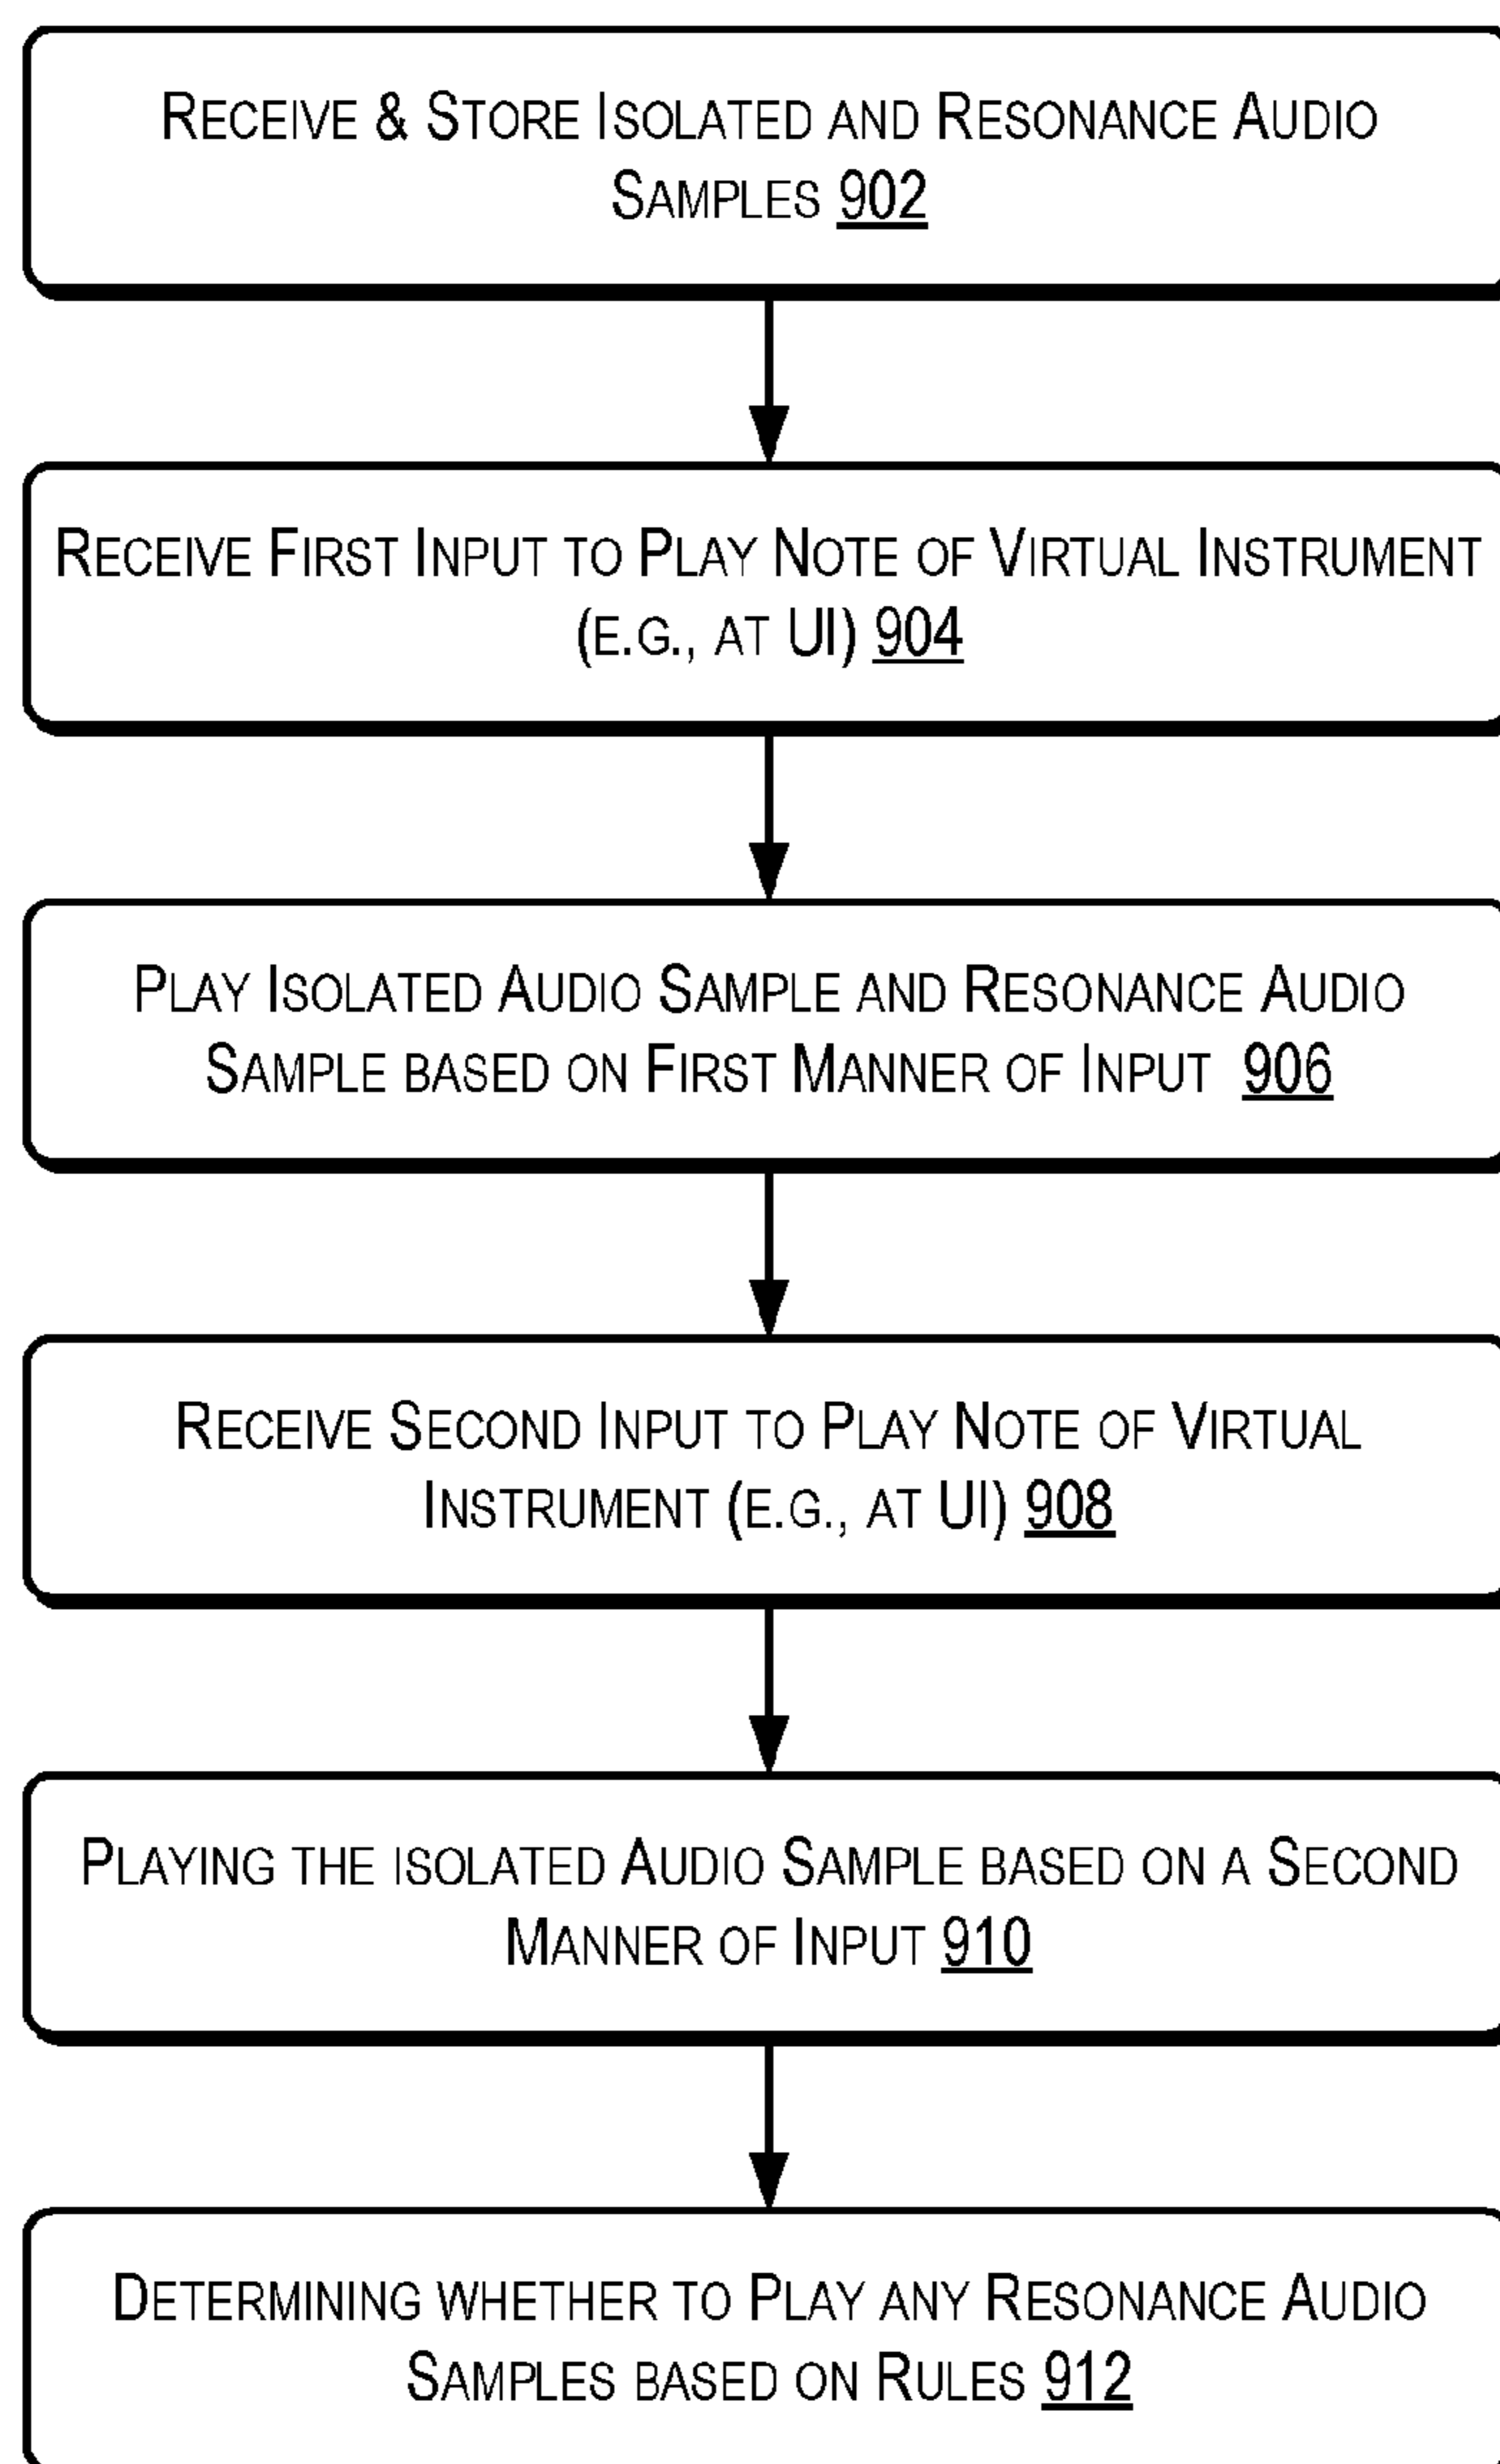 Receive & Store Isolated and Resonance Audio
Samples 902
Receive First Input to Play Note of Virtual Instrument
(e.g., at UI) 904
Play Isolated Audio Sample and Resonance Audio
Sample based on First Manner of Input 906
Receive Second Input to Play Note of Virtual
Instrument (e.g., at UI) 908
Playing the isolated Audio Sample based on a Second
Manner of Input 910
Determining whether to Play any Resonance Audio
Samples based on Rules 912